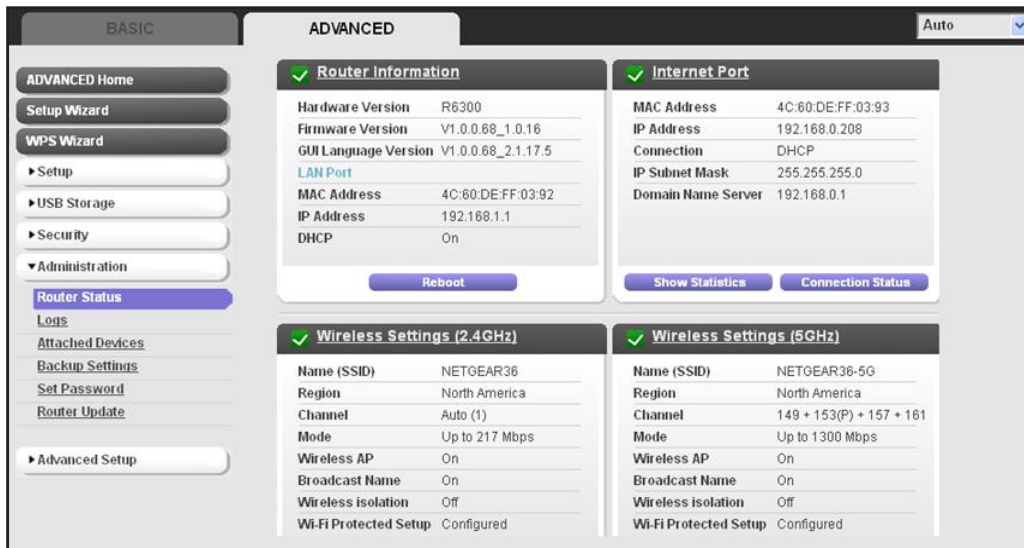 BASIC
ADVANCED
Auto
ADVANCED Home
Setup Wizard
WPS Wizard
Setup
USB Storage
Security
Administration
Router Status
Logs
Attached Devices
Backup Settings
Set Password
Router Update
Advanced Setup
Router Information
Hardware Version R6300
Firmware Version V1.0.0.68_1.0.16
GUI Language Version V1.0.0.68_2.1.17.5
LAN Port
MAC Address 4C:60:DE:FF:03:92
IP Address 192.168.1.1
DHCP On
Reboot
Internet Port
MAC Address 4C:60:DE:FF:03:93
IP Address 192.168.0.208
Connection DHCP
IP Subnet Mask 255.255.255.0
Domain Name Server 192.168.0.1
Show Statistics Connection Status
Wireless Settings (2.4GHz)
Name (SSID) NETGEAR36
Region North America
Channel Auto (1)
Mode Up to 217 Mbps
Wireless AP On
Broadcast Name On
Wireless isolation Off
Wi-Fi Protected Setup Configured
Wireless Settings (5GHz)
Name (SSID) NETGEAR36-5G
Region North America
Channel 149 + 153(P) + 157 + 161
Mode Up to 1300 Mbps
Wireless AP On
Broadcast Name On
Wireless isolation Off
Wi-Fi Protected Setup Configured